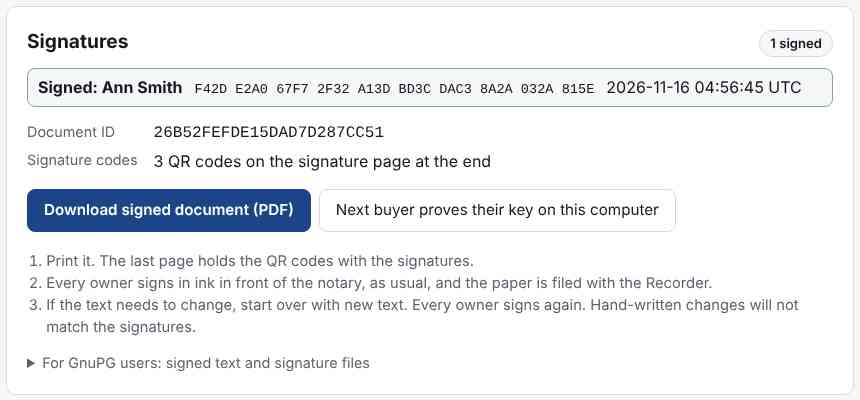 Signatures
1 signed
Signed: Ann Smith F42D E2A0 67F7 2F32 A13D BD3C DAC3 8A2A 032A 815E 2026-11-16 04:56:45 UTC
Document ID 26B52FEFDE15DAD7D287CC51
Signature codes 3 QR codes on the signature page at the end
Download signed document (PDF) Next buyer proves their key on this computer
1. Print it. The last page holds the QR codes with the signatures.
2. Every owner signs in ink in front of the notary, as usual, and the paper is filed with the Recorder.
3. If the text needs to change, start over with new text. Every owner signs again. Hand-written changes will not
match the signatures.
▶ For GnuPG users: signed text and signature files